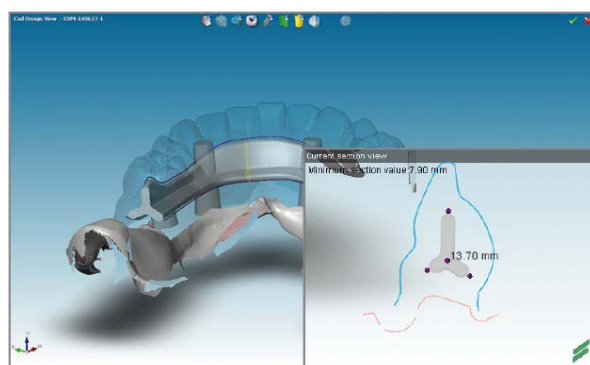 Cad Design View - COM-140617-1
Current section view
Minimum section value 7.90 mm
13.70 mm